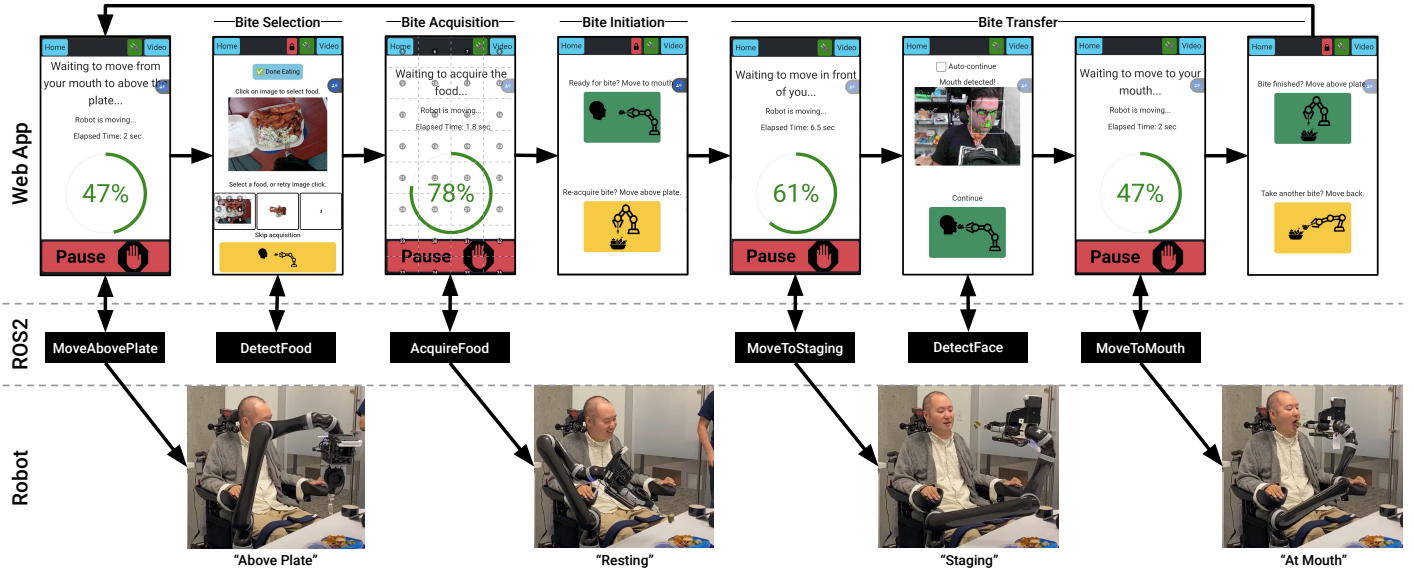 Bite Selection
Bite Acquisition
Bite Initiation
Bite Transfer
Web App
Home
Video
Waiting to move from
your mouth to above the
plate...
Robot is moving...
Elapsed Time: 2 sec
47%
Pause
Home
Video
✅ Done Eating
Click on image to select food.
Select a food, or retry image click.
Skip acquisition
Home
Video
Waiting to acquire the
food...
Robot is moving...
Elapsed Time: 1.8 sec
78%
Pause
Home
Video
Ready for bite? Move to mouth.
Re-acquire bite? Move above plate.
Home
Video
Waiting to move in front
of you...
Robot is moving...
Elapsed Time: 6.5 sec
61%
Pause
Home
Video
Auto-continue
Mouth detected!
Continue
Home
Video
Waiting to move to your
mouth...
Robot is moving...
Elapsed Time: 2 sec
47%
Pause
Home
Video
Bite finished? Move above plate.
Take another bite? Move back.
ROS2
MoveAbovePlate
DetectFood
AcquireFood
MoveToStaging
DetectFace
MoveToMouth
Robot
“Above Plate”
“Resting”
“Staging”
“At Mouth”